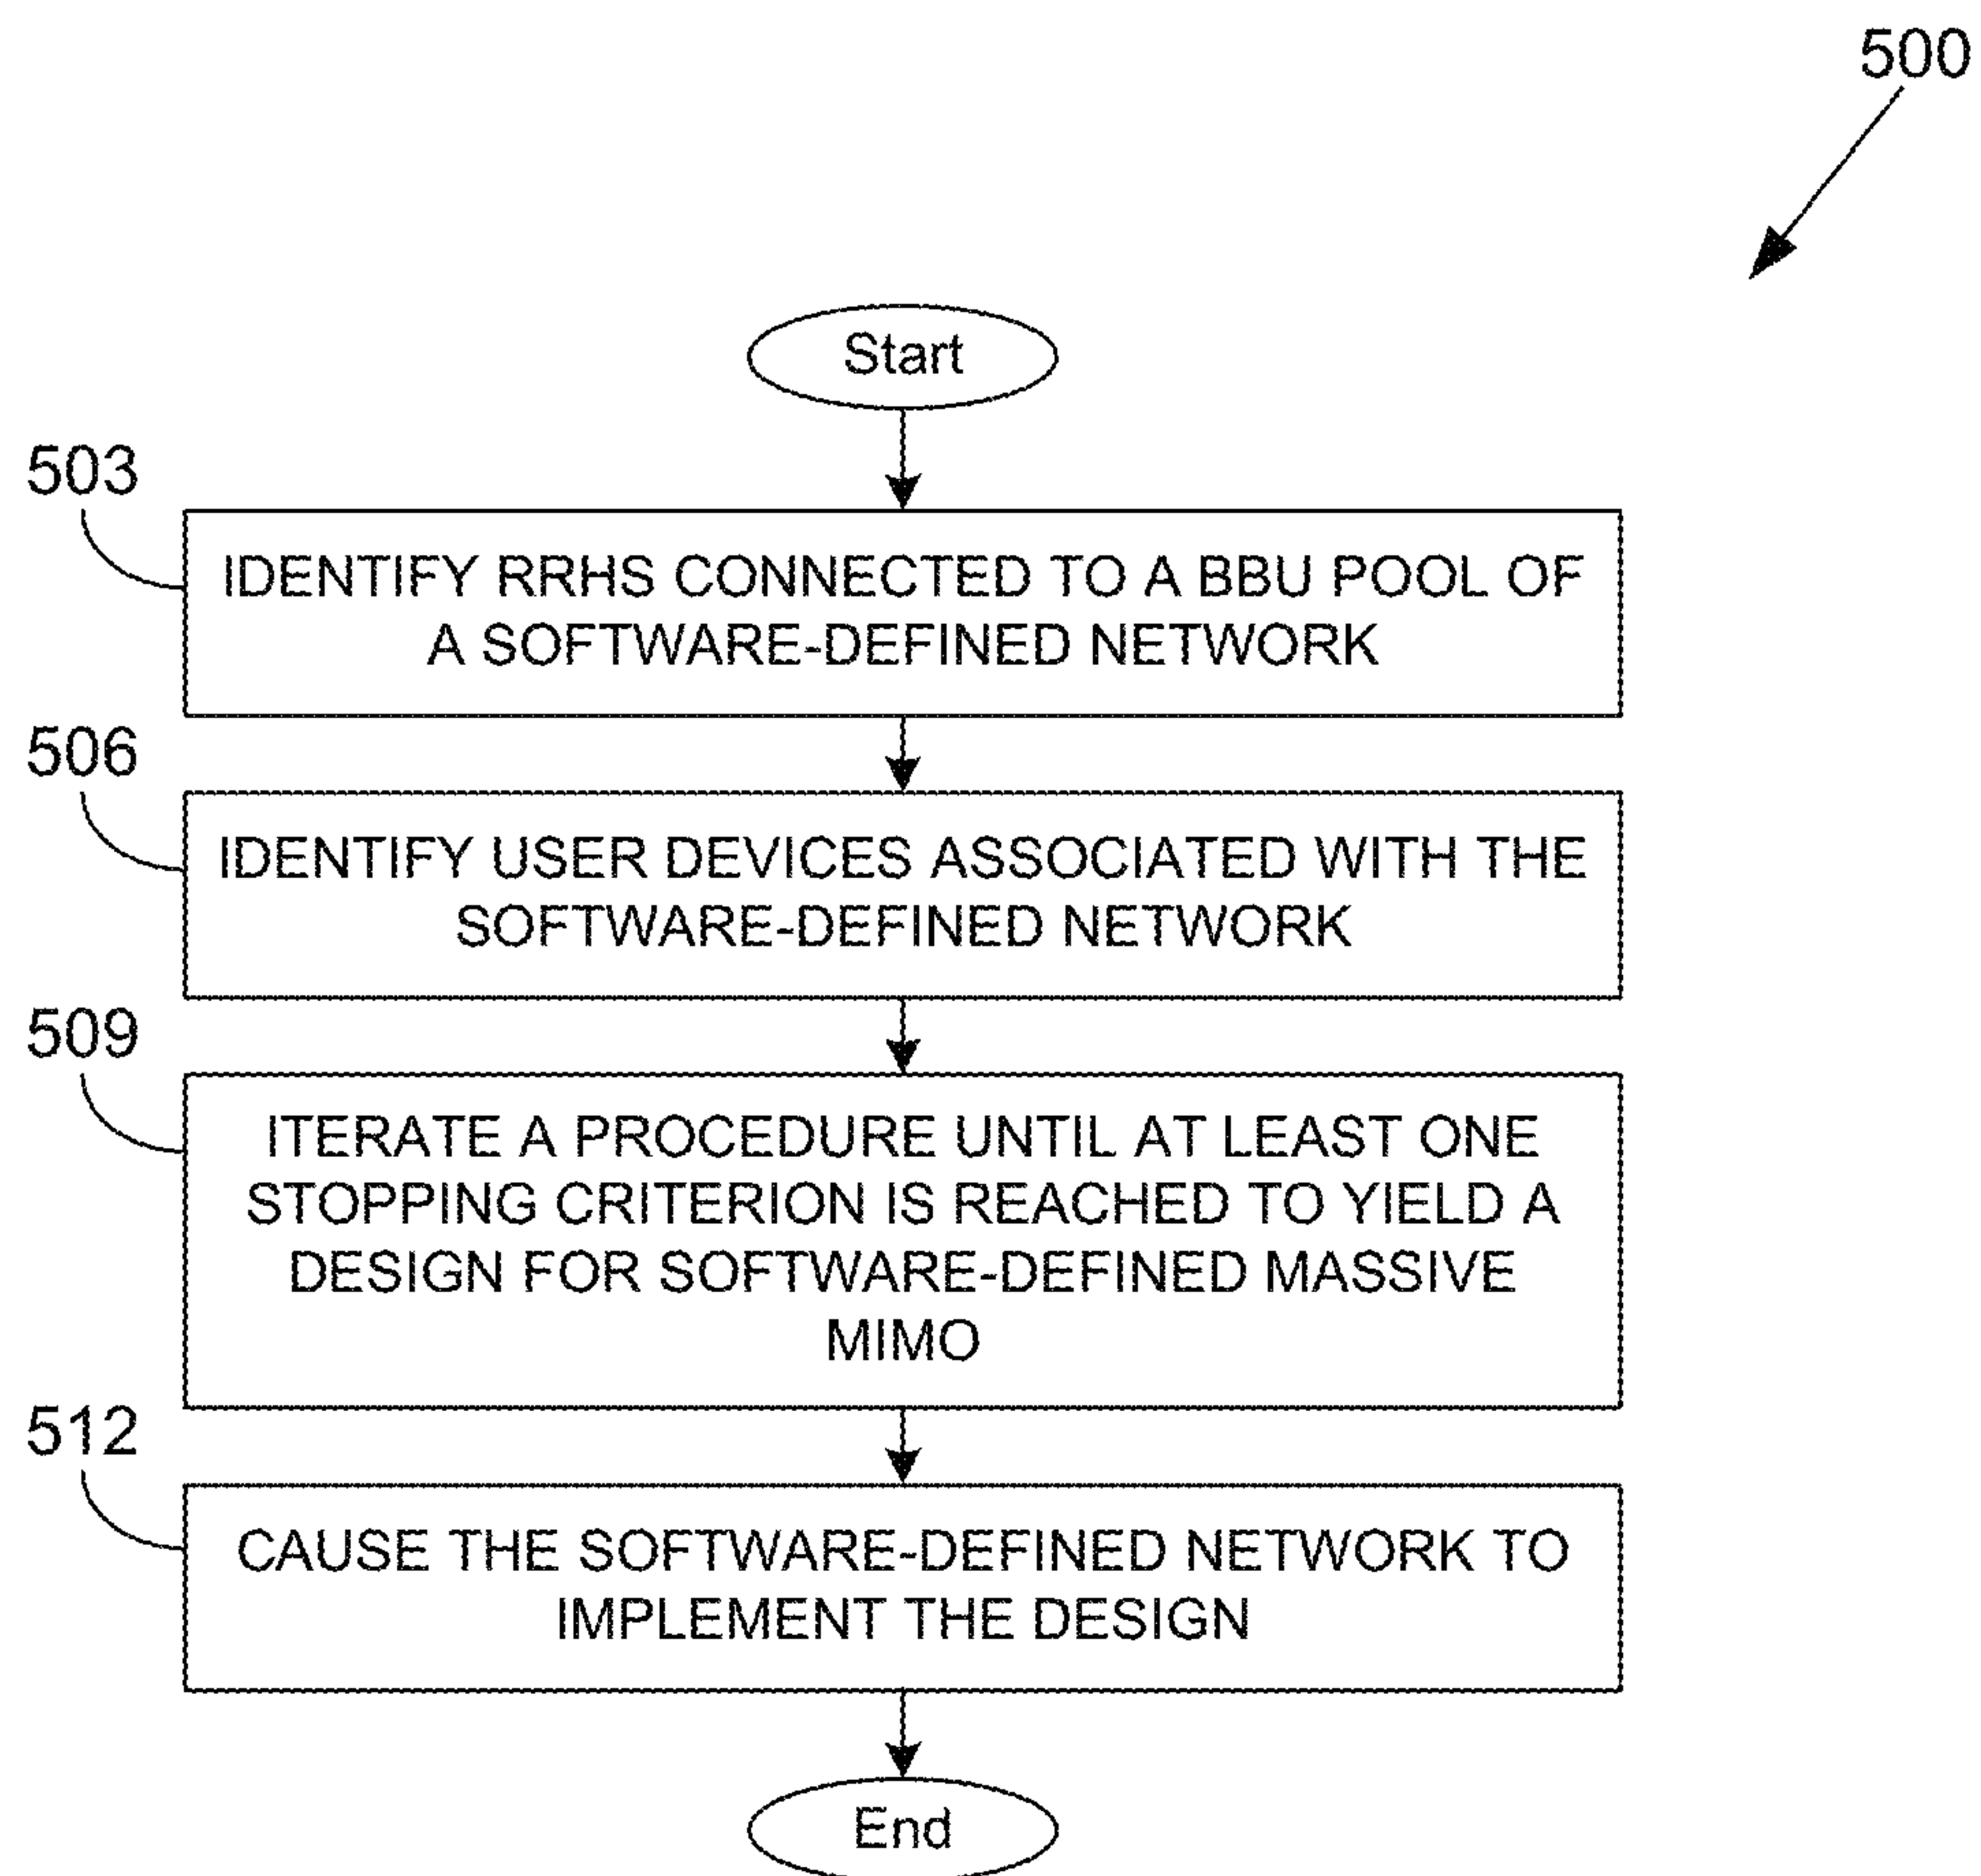 500
Start
503
IDENTIFY RRHS CONNECTED TO A BBU POOL OF
A SOFTWARE-DEFINED NETWORK
506
IDENTIFY USER DEVICES ASSOCIATED WITH THE
SOFTWARE-DEFINED NETWORK
509
ITERATE A PROCEDURE UNTIL AT LEAST ONE
STOPPING CRITERION IS REACHED TO YIELD A
DESIGN FOR SOFTWARE-DEFINED MASSIVE
MIMO
512
CAUSE THE SOFTWARE-DEFINED NETWORK TO
IMPLEMENT THE DESIGN
End